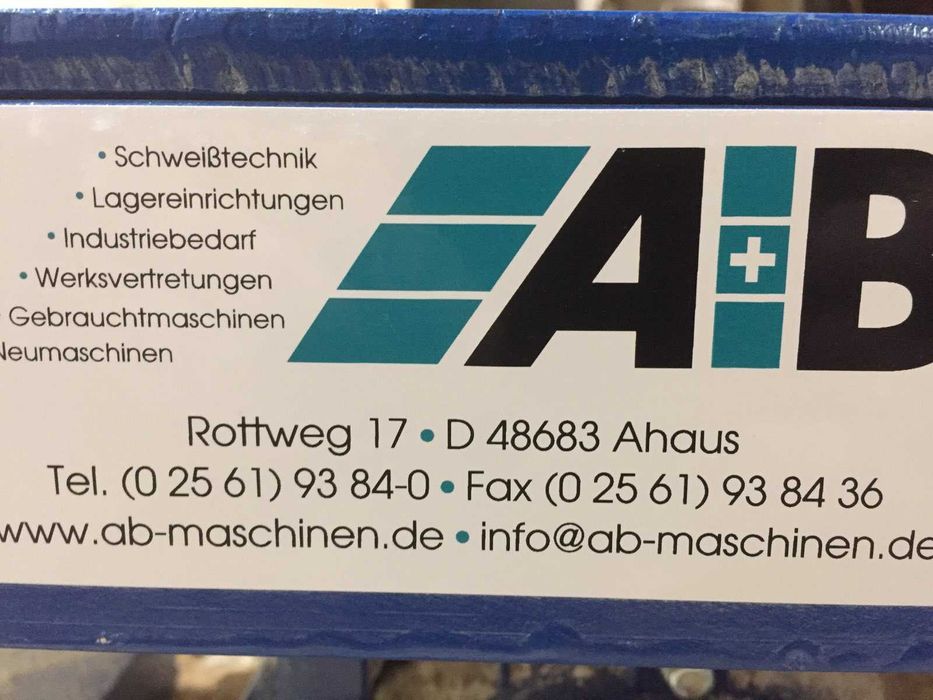 • Schweißtechnik
• Lagereinrichtungen
• Industriebedarf
• Werksvertretungen
Gebrauchtmaschinen
Neumaschinen
A+B
Rottweg 17 • D 48683 Ahaus
Tel. (0 25 61) 93 84-0 • Fax (0 25 61) 93 84 36
www.ab-maschinen.de • info@ab-maschinen.de